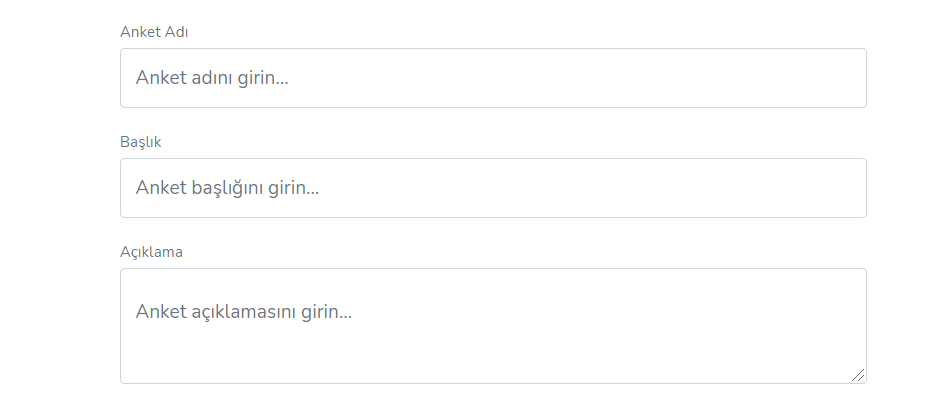 Anket Adı
Anket adını girin...
Başlık
Anket başlığını girin...
Açıklama
Anket açıklamasını girin...